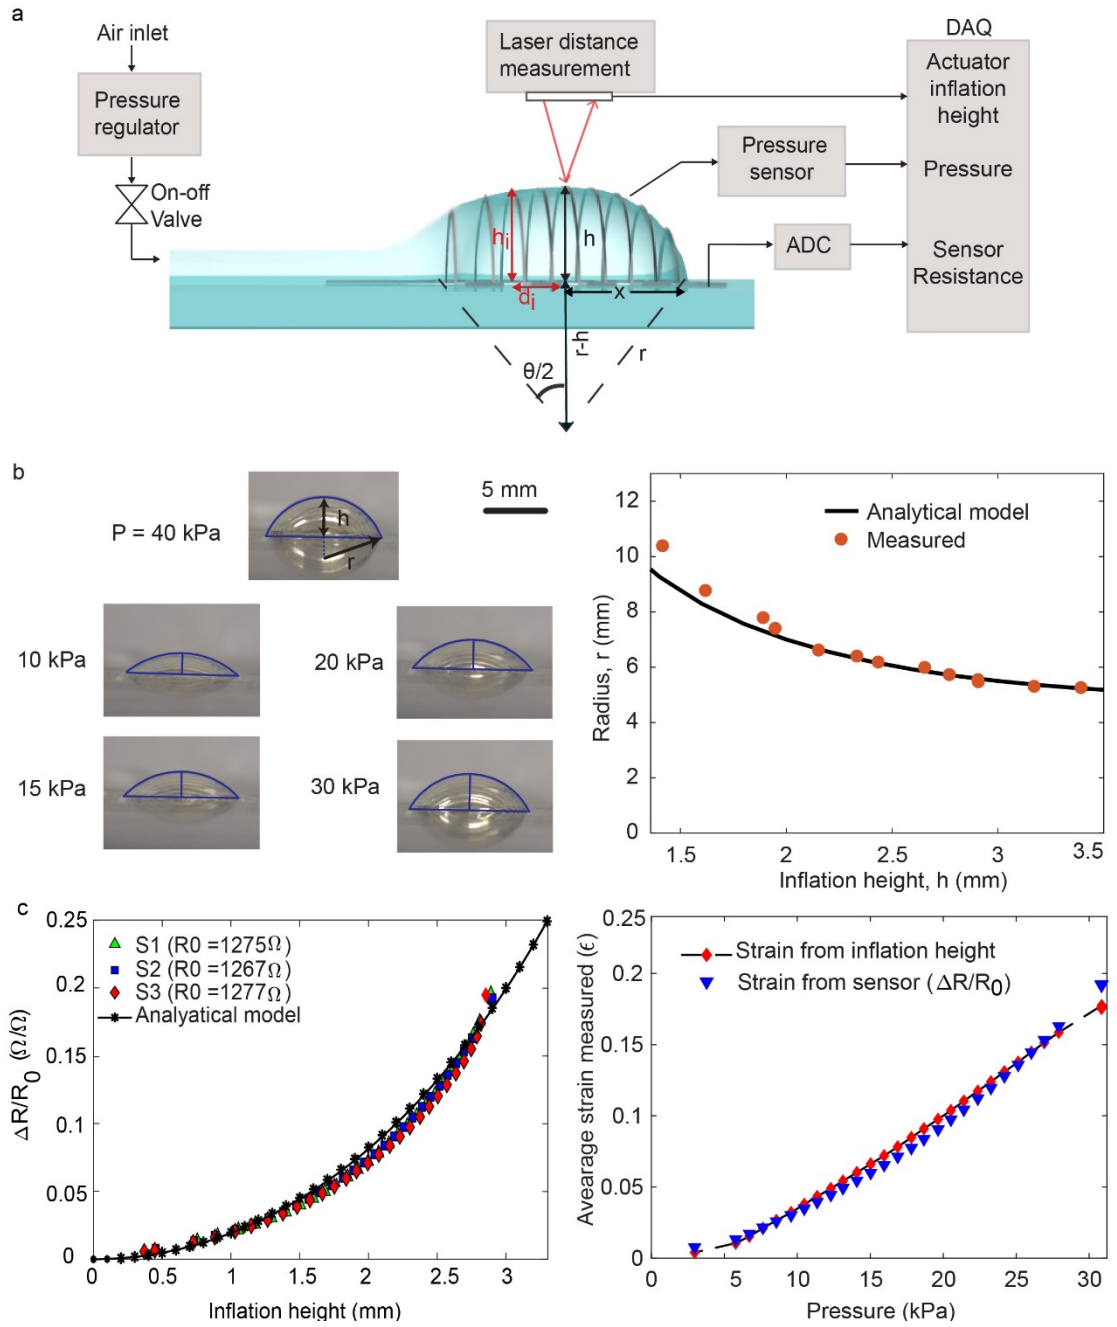 a
Air inlet
Pressure
regulator
On-off
Valve
Laser distance
measurement
DAQ
Actuator
inflation
height
Pressure
sensor
Pressure
ADC
Sensor
Resistance
hi
h
di
x
r-h
r
θ/2
b
P = 40 kPa
h
r
5 mm
10 kPa
20 kPa
15 kPa
30 kPa
12
10
8
6
4
2
0
Radius, r (mm)
Analytical model
Measured
1.5
2
2.5
3
3.5
Inflation height, h (mm)
c
0.25
0.2
0.15
0.1
0.05
0
ΔR/R0 (Ω/Ω)
S1 (R0 =1275Ω)
S2 (R0 =1267Ω)
S3 (R0 =1277Ω)
Analyatical model
0
0.5
1.0
1.5
2
2.5
3
Inflation height (mm)
0.25
0.2
0.15
0.1
0.05
0
Avearage strain measured (ϵ)
Strain from inflation height
Strain from sensor (ΔR/R0)
0
5
10
15
20
25
30
Pressure (kPa)